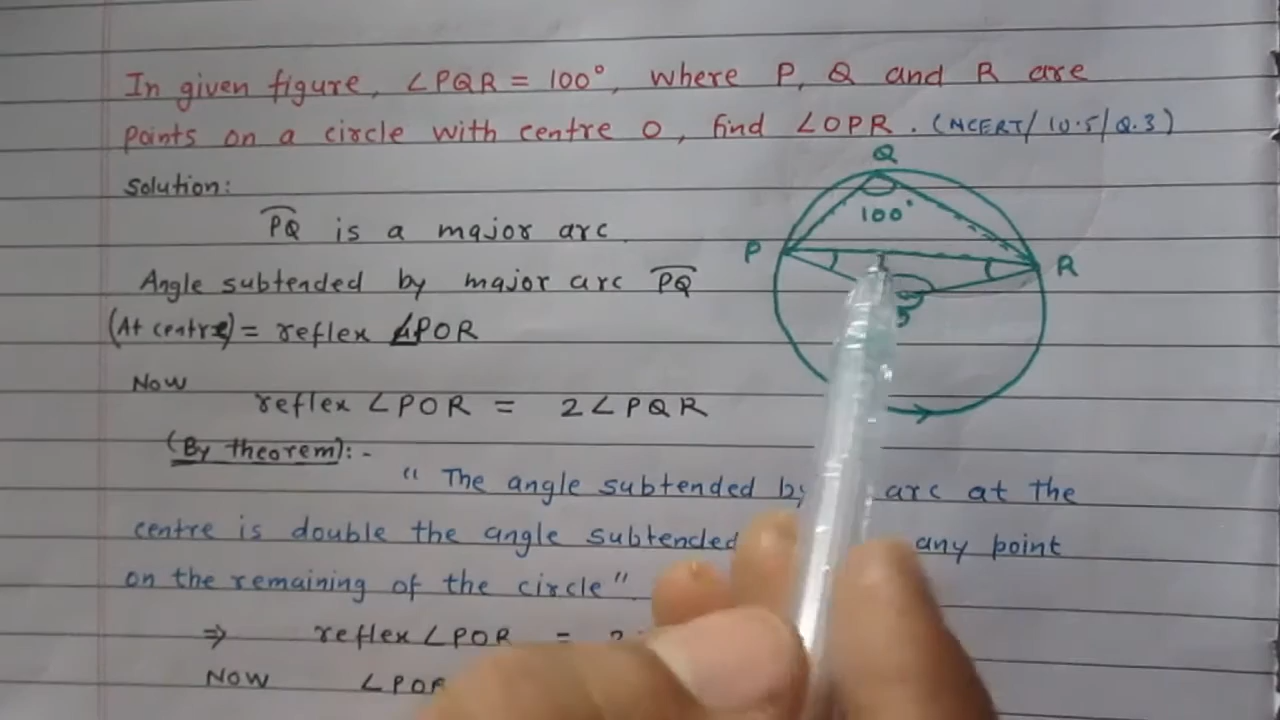 In given figure, ∠PQR = 100°, where P, Q and R are
points on a circle with centre O, find ∠OPR. (NCERT/10.5/Q.3)
Solution:
PQ is a major arc
Angle subtended by major arc PQ
(At centre) = reflex ∠POR
Now
reflex ∠POR = 2∠PQR
(By theorem):-
"The angle subtended by arc at the
centre is double the angle subtended any point
on the remaining of the circle"
⇒ reflex ∠POR =
Now ∠POR
Q
100°
P
R